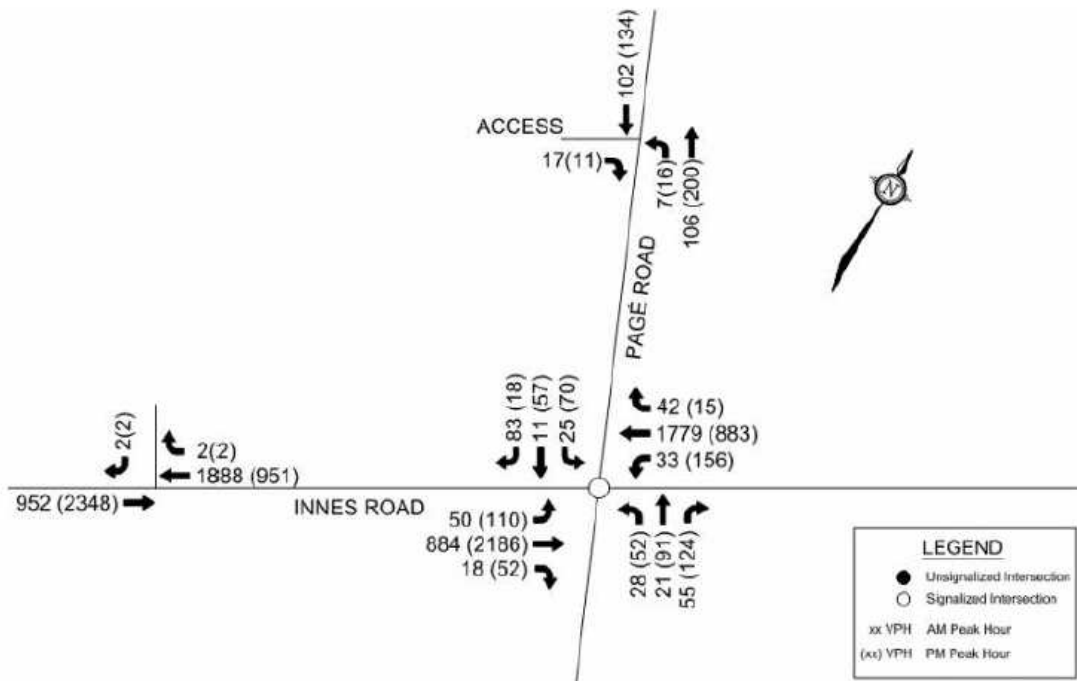 102 (134)
ACCESS
17(11)
7(16)
106 (200)
N
PAGÉ ROAD
83 (18)
11 (57)
25 (70)
42 (15)
1779 (883)
33 (156)
2(2)
2(2)
1888 (951)
952 (2348)
INNES ROAD
50 (110)
884 (2186)
18 (52)
28 (52)
21 (91)
55 (124)
LEGEND
Unsignalized Intersection
Signalized Intersection
xx VPH AM Peak Hour
(xx) VPH PM Peak Hour